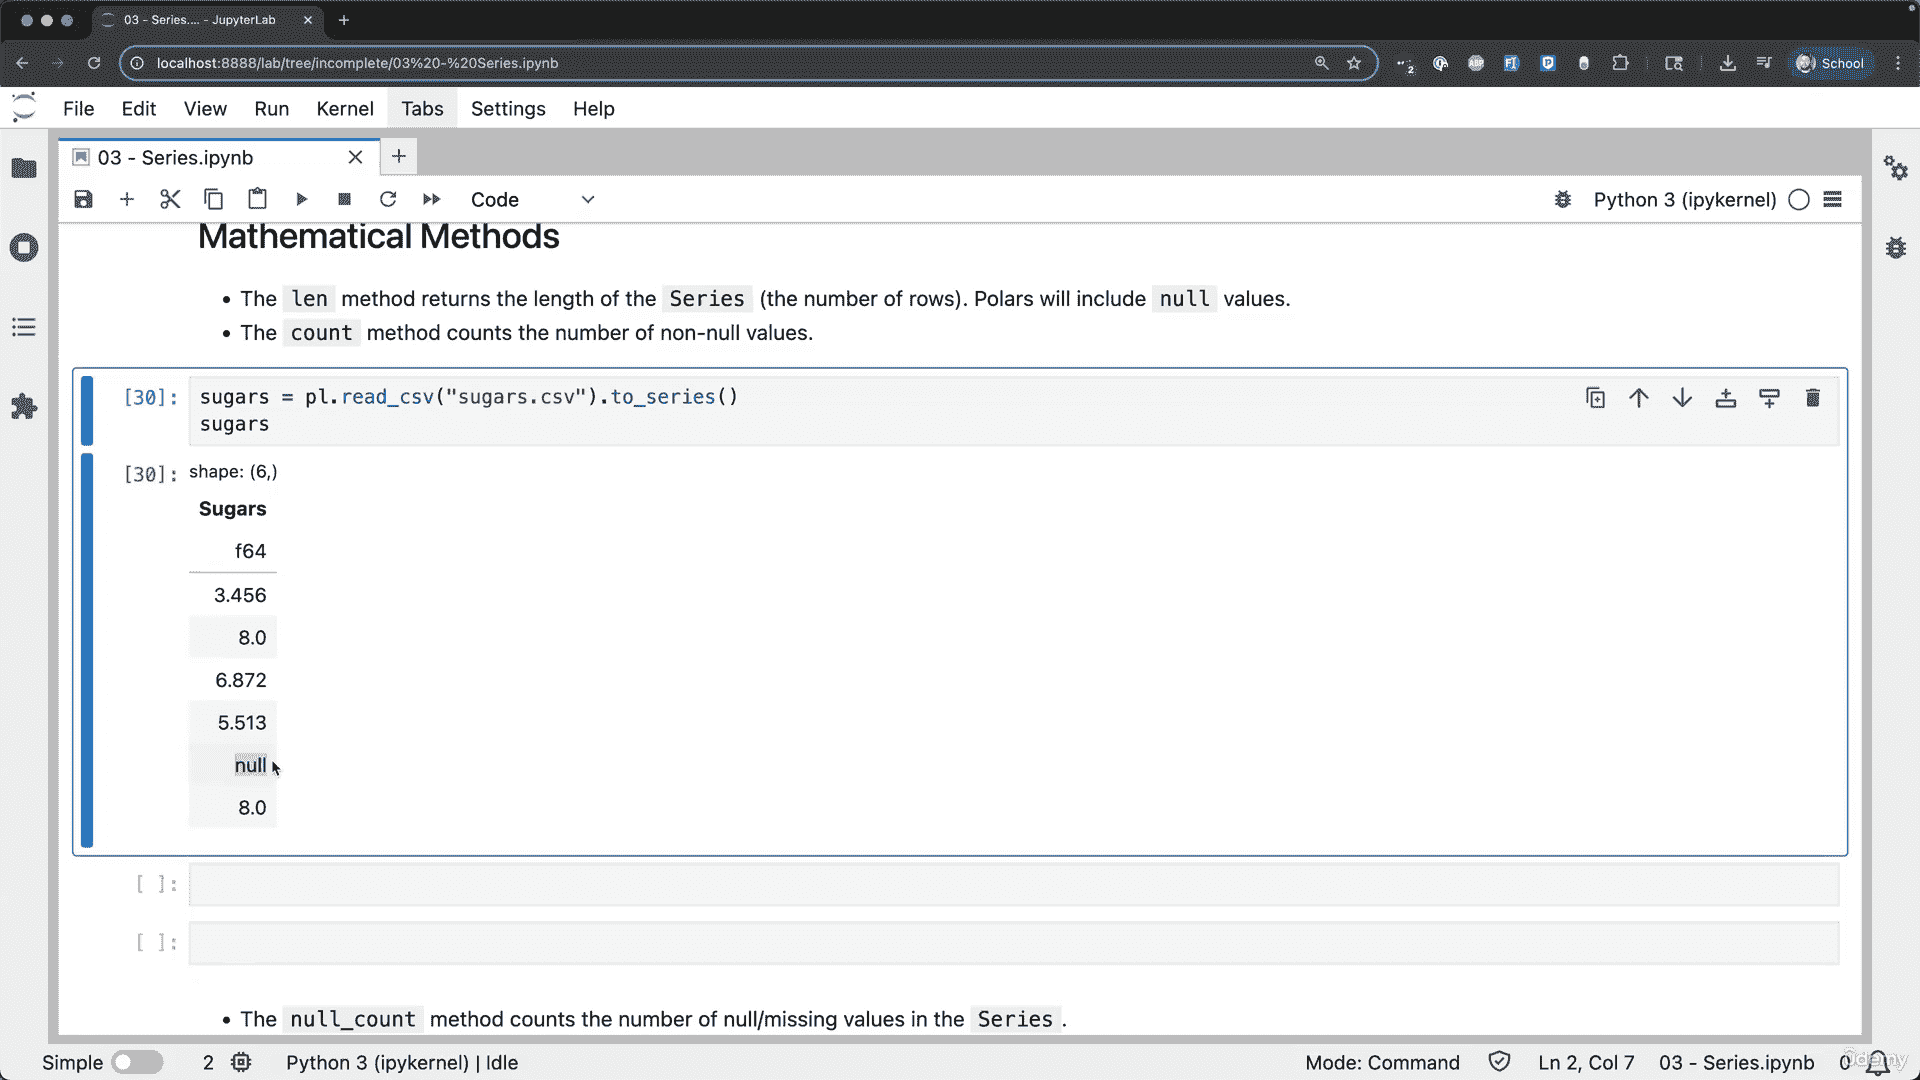 03 - Series.... - JupyterLab
localhost:8888/lab/tree/incomplete/03%20-%20Series.ipynb
2
ABP
School
File Edit View Run Kernel Tabs Settings Help
03 - Series.ipynb
Code
Python 3 (ipykernel)
Mathematical Methods
• The len method returns the length of the Series (the number of rows). Polars will include null values.
• The count method counts the number of non-null values.
[30]: sugars = pl.read_csv("sugars.csv").to_series()
sugars
[30]: shape: (6,)
Sugars
f64
3.456
8.0
6.872
5.513
null
8.0
[ ]:
[ ]:
• The null_count method counts the number of null/missing values in the Series.
Simple 2 Python 3 (ipykernel) | Idle Mode: Command Ln 2, Col 7 03 - Series.ipynb 0
udemy